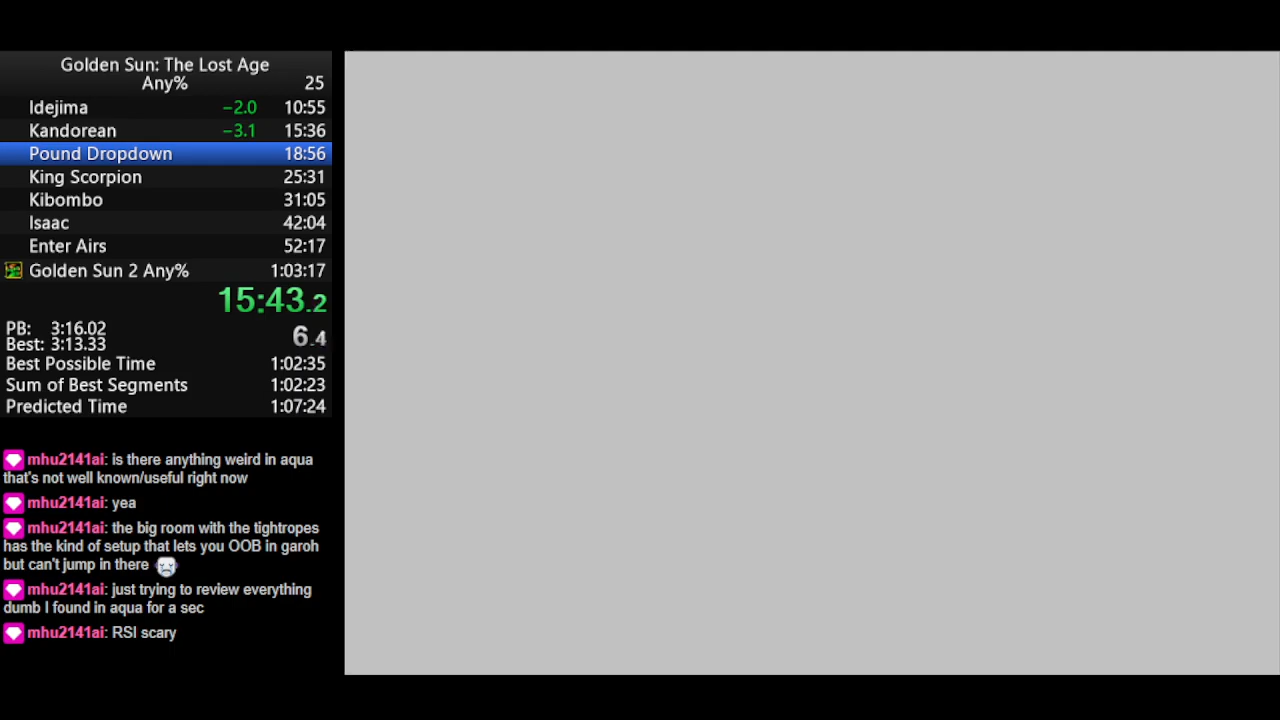 Golden Sun: The Lost Age
Any% 25
Idejima −2.0 10:55
Kandorean −3.1 15:36
Pound Dropdown 18:56
King Scorpion 25:31
Kibombo 31:05
Isaac 42:04
Enter Airs 52:17
Golden Sun 2 Any% 1:03:17
15:43.2
PB: 3:16.02
Best: 3:13.33
6.4
Best Possible Time 1:02:35
Sum of Best Segments 1:02:23
Predicted Time 1:07:24
mhu2141ai: is there anything weird in aqua
that's not well known/useful right now
mhu2141ai: yea
mhu2141ai: the big room with the tightropes
has the kind of setup that lets you OOB in garoh
but can't jump in there
mhu2141ai: just trying to review everything
dumb I found in aqua for a sec
mhu2141ai: RSI scary